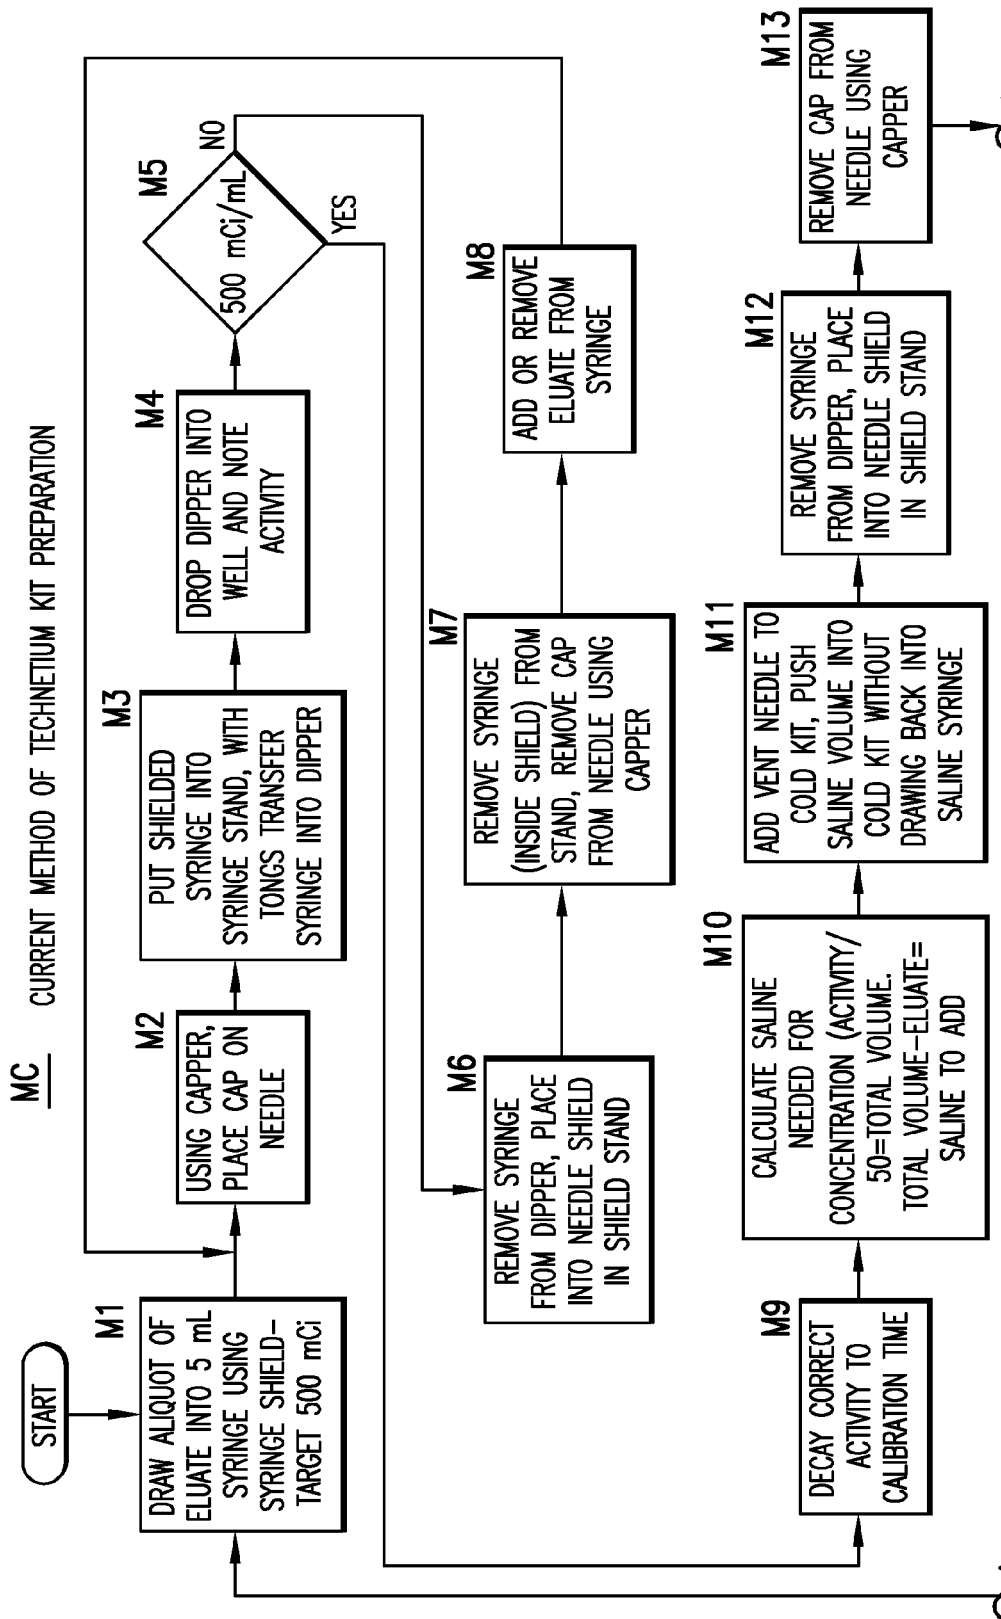 MC
CURRENT METHOD OF TECHNETIUM KIT PREPARATION
START
M1
DRAW ALIQUOT OF
ELUATE INTO 5 mL
SYRINGE USING
SYRINGE SHIELD-
TARGET 500 mCi
M2
USING CAPPER,
PLACE CAP ON
NEEDLE
M3
PUT SHIELDED
SYRINGE INTO
SYRINGE STAND, WITH
TONGS TRANSFER
SYRINGE INTO DIPPER
M4
DROP DIPPER INTO
WELL AND NOTE
ACTIVITY
M5
500 mCi/mL
NO
YES
M6
REMOVE SYRINGE
FROM DIPPER, PLACE
INTO NEEDLE SHIELD
IN SHIELD STAND
M7
REMOVE SYRINGE
(INSIDE SHIELD) FROM
STAND, REMOVE CAP
FROM NEEDLE USING
CAPPER
M8
ADD OR REMOVE
ELUATE FROM
SYRINGE
M9
DECAY CORRECT
ACTIVITY TO
CALIBRATION TIME
M10
CALCULATE SALINE
NEEDED FOR
CONCENTRATION (ACTIVITY/
50=TOTAL VOLUME.
TOTAL VOLUME-ELUATE=
SALINE TO ADD
M11
ADD VENT NEEDLE TO
COLD KIT, PUSH
SALINE VOLUME INTO
COLD KIT WITHOUT
DRAWING BACK INTO
SALINE SYRINGE
M12
REMOVE SYRINGE
FROM DIPPER, PLACE
INTO NEEDLE SHIELD
IN SHIELD STAND
M13
REMOVE CAP FROM
NEEDLE USING
CAPPER